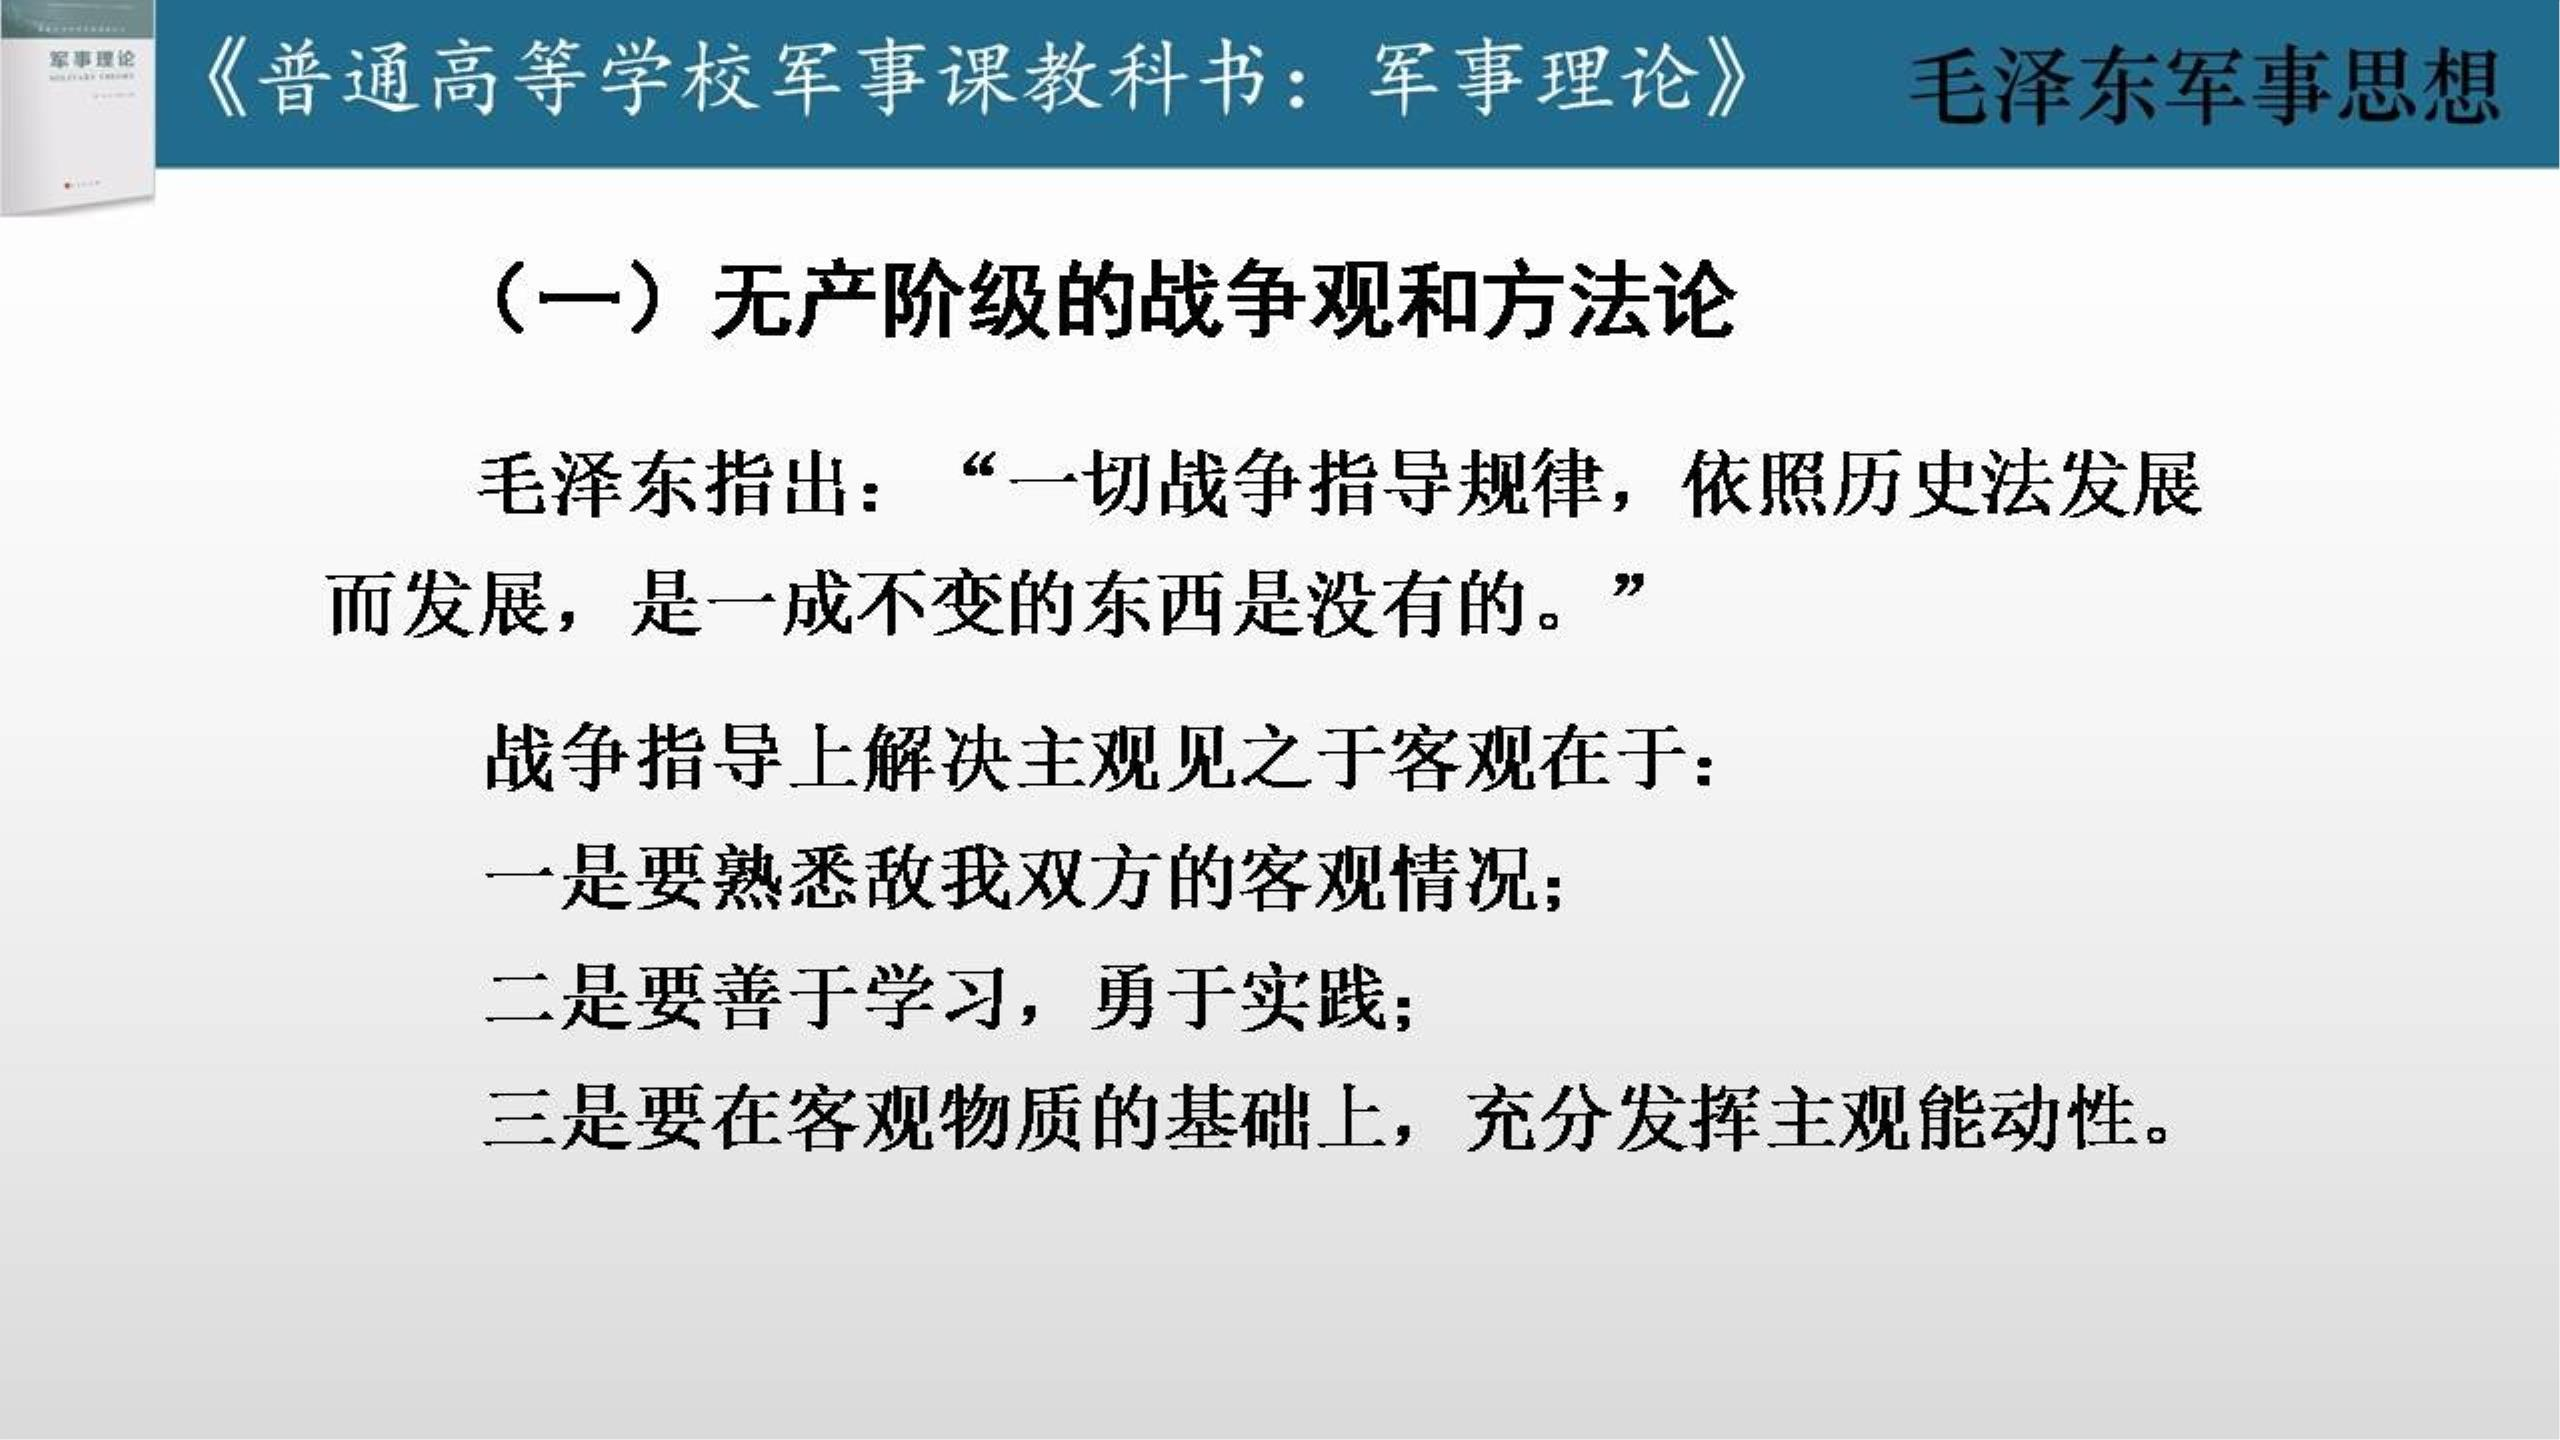 军事理论
MILITARY THEORY
《普通高等学校军事课教科书：军事理论》
毛泽东军事思想
（一）无产阶级的战争观和方法论
毛泽东指出：“一切战争指导规律，依照历史法发展
而发展，是一成不变的东西是没有的。”
战争指导上解决主观见之于客观在于：
一是要熟悉敌我双方的客观情况；
二是要善于学习，勇于实践；
三是要在客观物质的基础上，充分发挥主观能动性。